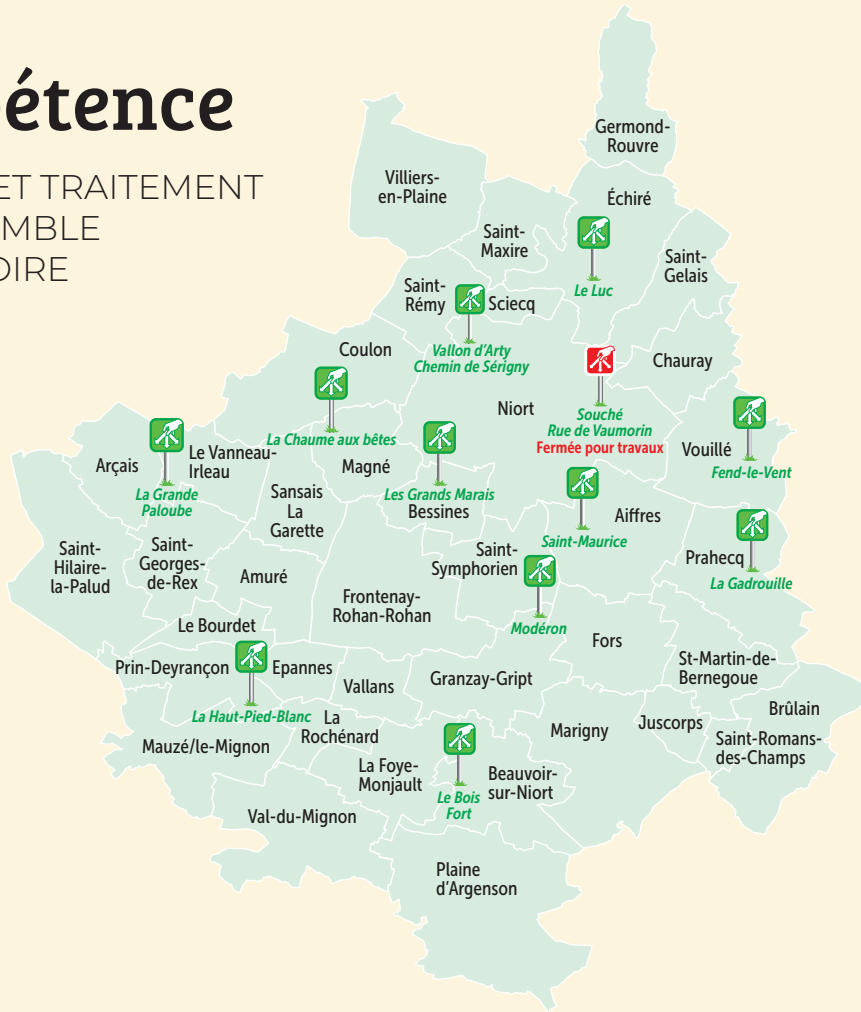 étence
ET TRAITEMENT
Germond-
Rouvre
Villiers-
en-Plaine
Échiré
Saint-
Maxire
Saint-
Gelais
Le Luc
Saint-
Rémy
Sciecq
Vallon d'Arty
Chemin de Sérigny
Coulon
Chauray
Niort
Souché
Rue de Vaumorin
Fermée pour travaux
La Chaume aux bêtes
Vouillé
Fend-le-Vent
Arçais
Le Vanneau-
Irleau
Magné
La Grande
Paloube
Les Grands Marais
Bessines
Sansais
La
Garette
Aiffres
Saint-Maurice
Saint-
Hilaire-
la-Palud
Saint-
Georges-
de-Rex
Amuré
Saint-
Symphorien
Prahecq
La Gadrouille
Frontenay-
Rohan-Rohan
Modéron
Le Bourdet
Fors
Prin-Deyrançon
Epannes
Vallans
Granzay-Gript
St-Martin-de-
Bernegoue
La Haut-Pied-Blanc
La
Rochénard
Brûlain
Mauzé/le-Mignon
Marigny
Juscorps
Saint-Romans-
des-Champs
La Foye-
Monjault
Beauvoir-
sur-Niort
Le Bois
Fort
Val-du-Mignon
Plaine
d'Argenson